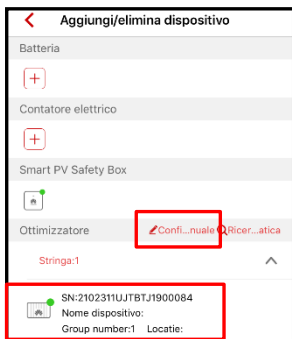 Aggiungi/elimina dispositivo
Batteria
Contatore elettrico
Smart PV Safety Box
Ottimizzatore Confi...nuale Ricer...atica
Stringa:1
SN:2102311UJTBTJ1900084
Nome dispositivo:
Group number:1 Locatie: